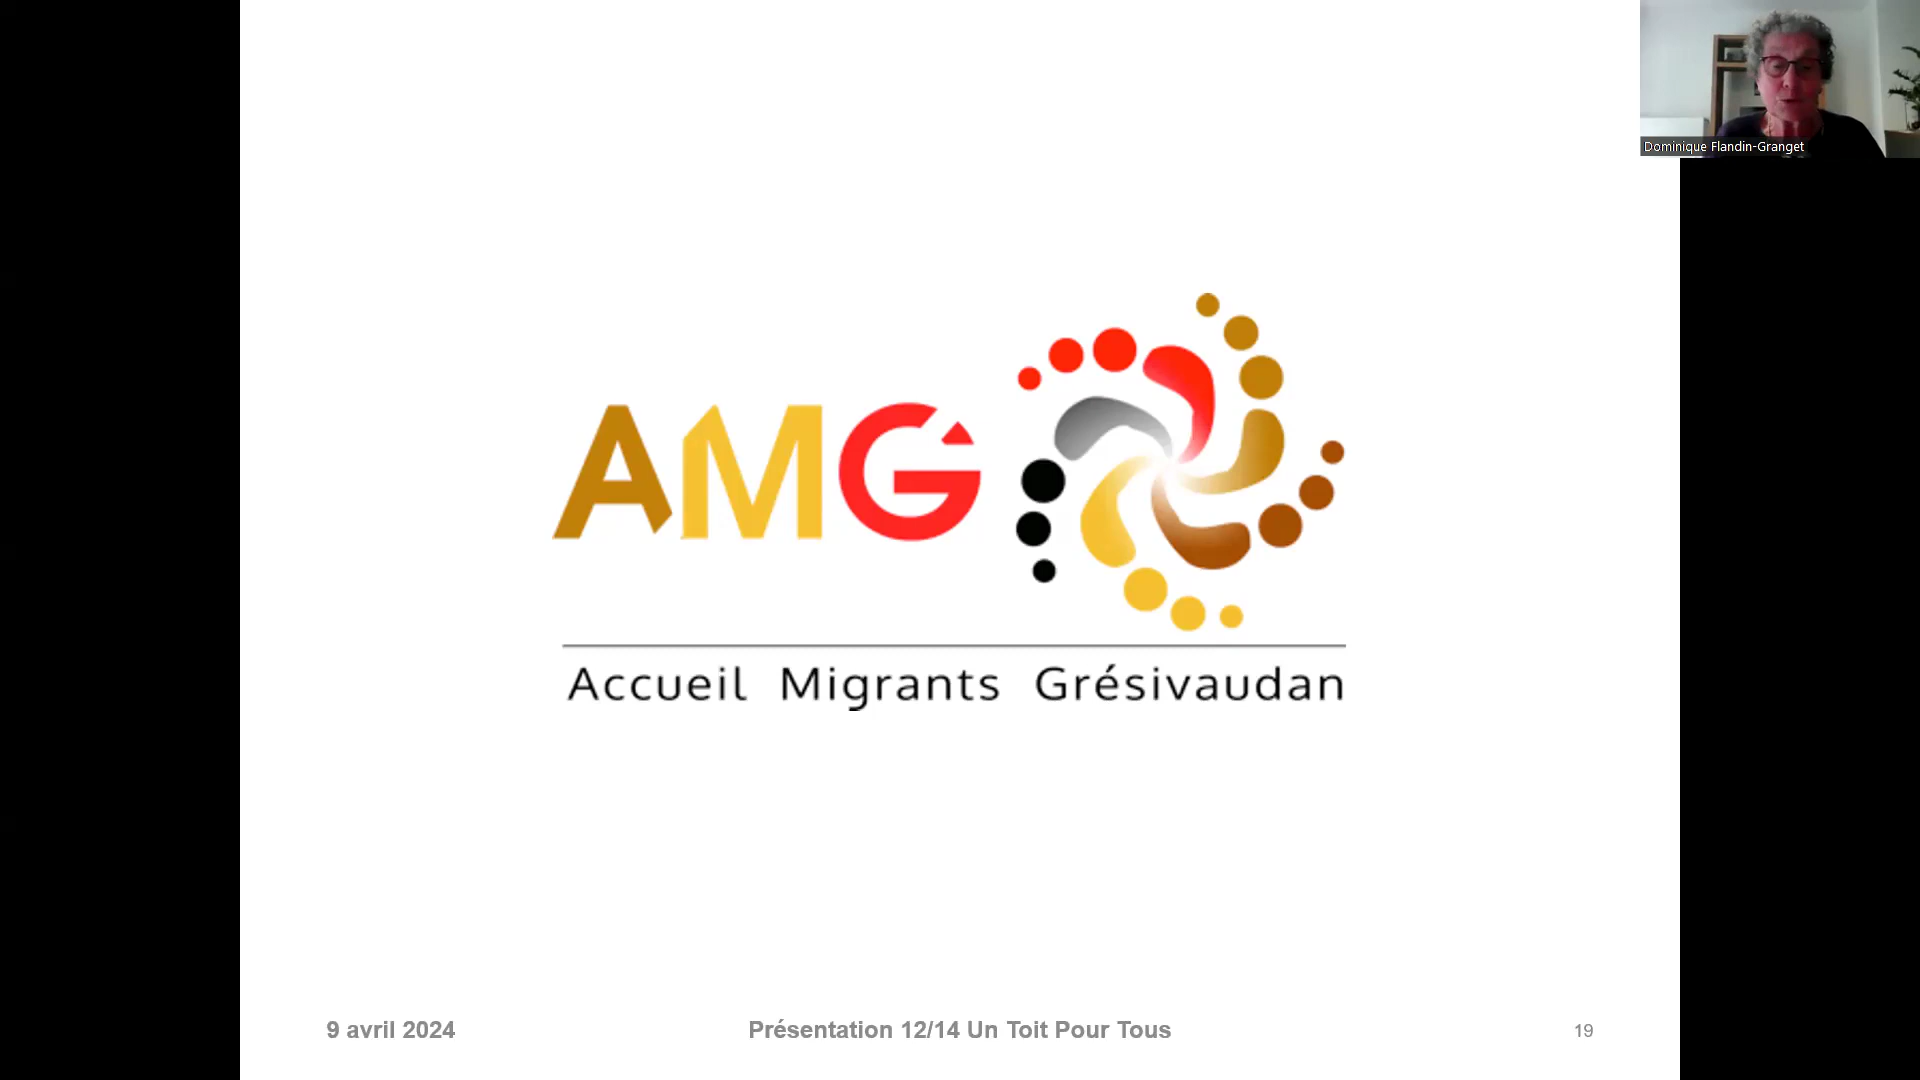 Dominique Flandin-Granget
AMG
Accueil Migrants Grésivaudan
9 avril 2024
Présentation 12/14 Un Toit Pour Tous
19